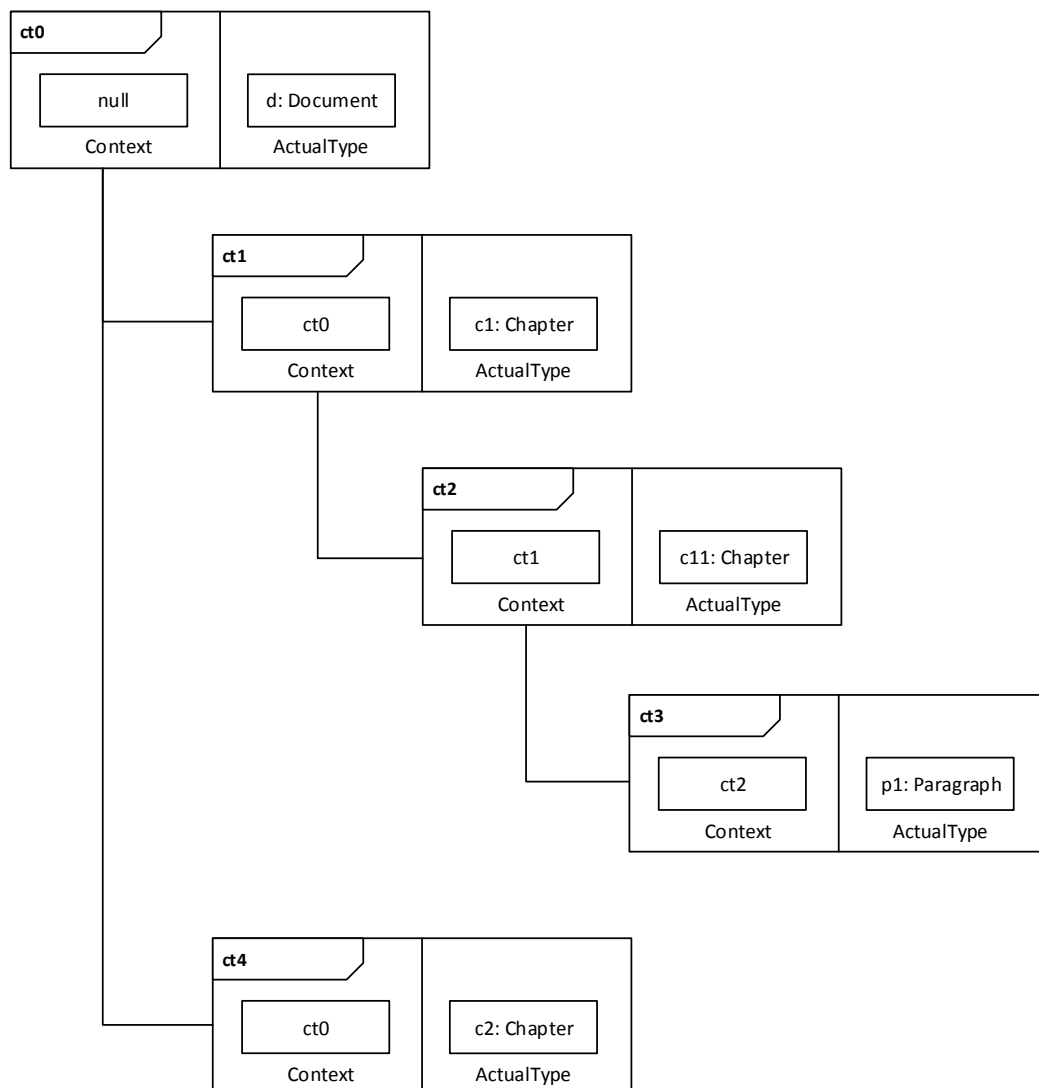 ct0
null
d: Document
Context
ActualType
ct1
ct0
c1: Chapter
Context
ActualType
ct2
ct1
c11: Chapter
Context
ActualType
ct3
ct2
p1: Paragraph
Context
ActualType
ct4
ct0
c2: Chapter
Context
ActualType